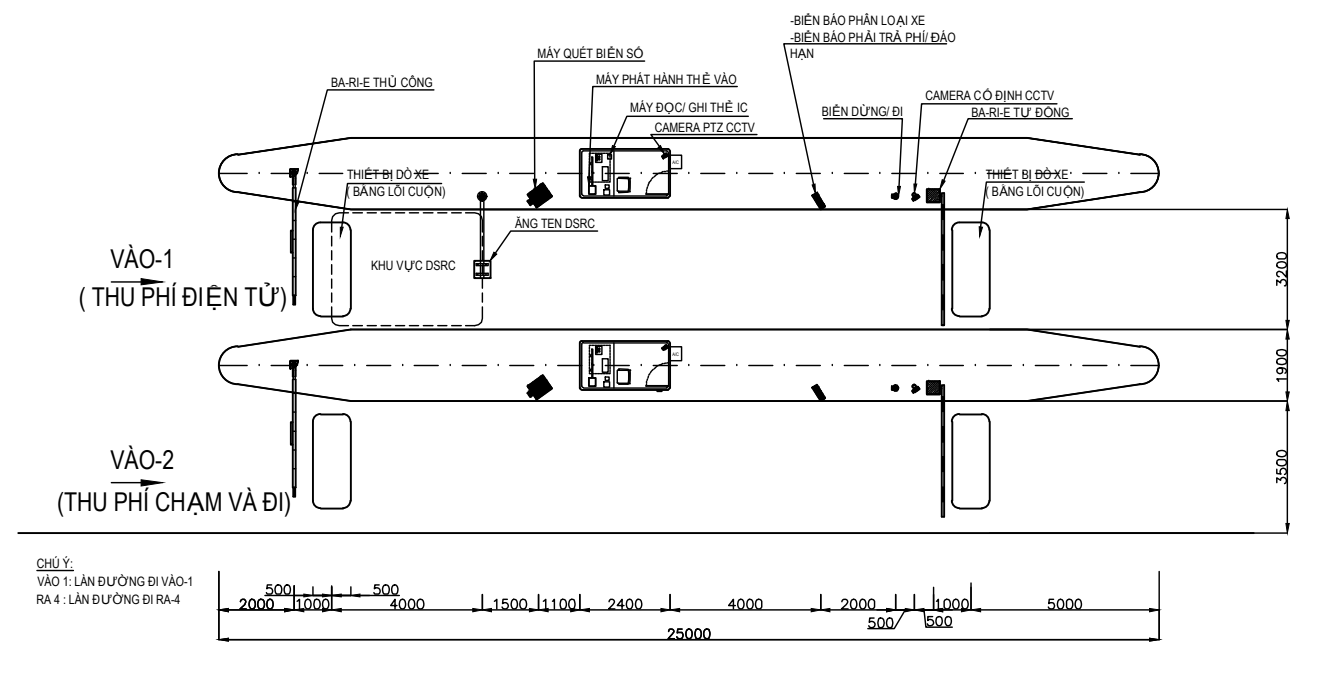 -BIỂN BÁO PHÂN LOẠI XE
-BIỂN BÁO PHẢI TRẢ PHÍ/ ĐÁO
HẠN
MÁY QUÉT BIỂN SỐ
BA-RI-E THỦ CÔNG
MÁY PHÁT HÀNH THẺ VÀO
MÁY ĐỌC/ GHI THẺ IC
CAMERA PTZ CCTV
BIỂN DỪNG/ ĐI
CAMERA CỐ ĐỊNH CCTV
BA-RI-E TỰ ĐỘNG
A/C
THIẾT BỊ DÒ XE
( BẰNG LÕI CUỘN)
THIẾT BỊ DÒ XE
( BẰNG LÕI CUỘN)
ĂNG TEN DSRC
KHU VỰC DSRC
VÀO-1
( THU PHÍ ĐIỆN TỬ)
3200
A/C
1900
VÀO-2
(THU PHÍ CHẠM VÀ ĐI)
3500
CHÚ Ý:
VÀO 1: LÀN ĐƯỜNG ĐI VÀO-1
RA 4 : LÀN ĐƯỜNG ĐI RA-4
500 500
2000 1000 4000 1500 1100 2400 4000 2000 1000 5000
500 500
25000